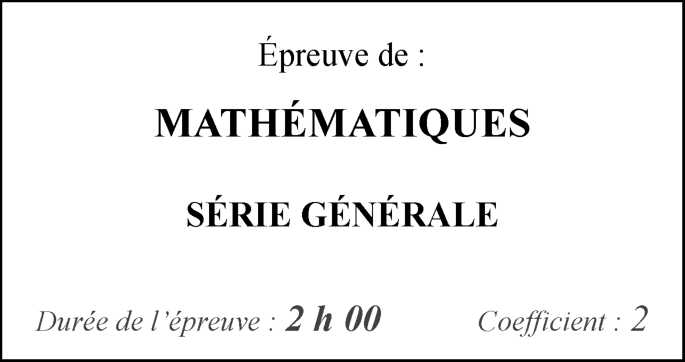 Épreuve de :
MATHÉMATIQUES
SÉRIE GÉNÉRALE
Durée de l’épreuve : 2 h 00 Coefficient : 2